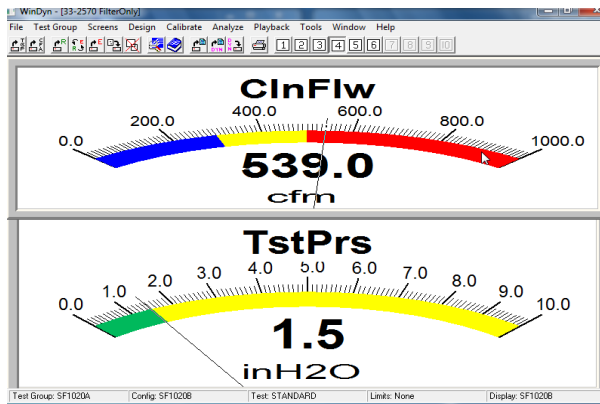 WinDyn - [33-2570 FilterOnly]
File Test Group Screens Design Calibrate Analyze Playback Tools Window Help
1 2 3 4 5 6 7 8 9 10
ClnFlw
0.0 200.0 400.0 600.0 800.0 1000.0
539.0
cfm
TstPrs
0.0 1.0 2.0 3.0 4.0 5.0 6.0 7.0 8.0 9.0 10.0
1.5
inH2O
Test Group: SF1020A Config: SF1020B Test: STANDARD Limits: None Display: SF1020B